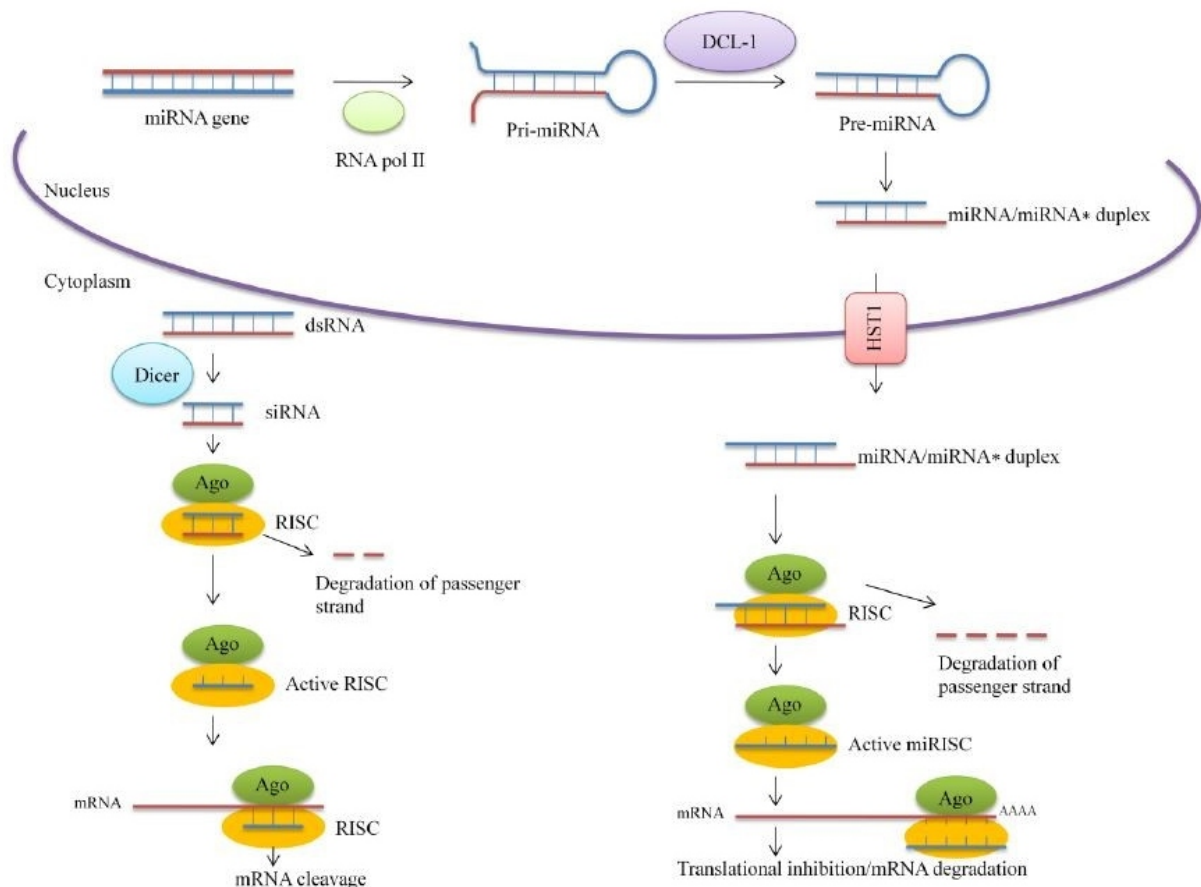 DCL-1
miRNA gene
RNA pol II
Pri-miRNA
Pre-miRNA
Nucleus
miRNA/miRNA* duplex
Cytoplasm
HST1
dsRNA
Dicer
siRNA
Ago
RISC
Degradation of passenger
strand
Ago
Active RISC
mRNA
Ago
RISC
mRNA cleavage
miRNA/miRNA* duplex
Ago
RISC
Degradation of
passenger strand
Ago
Active miRISC
mRNA
Ago
AAAA
Translational inhibition/mRNA degradation